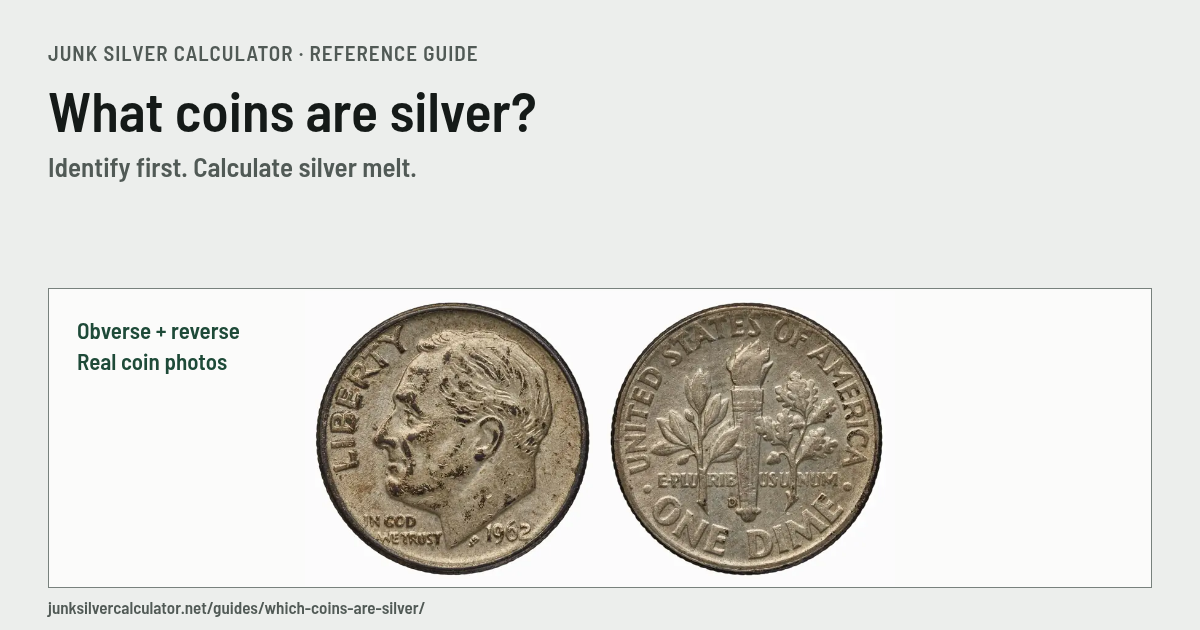 JUNK SILVER CALCULATOR · REFERENCE GUIDE
What coins are silver?
Identify first. Calculate silver melt.
Obverse + reverse
Real coin photos
LIBERTY
IN GOD
WE TRUST
JS
1962
UNITED STATES OF AMERICA
E PLURIBUS UNUM
D
ONE DIME
junksilvercalculator.net/guides/which-coins-are-silver/